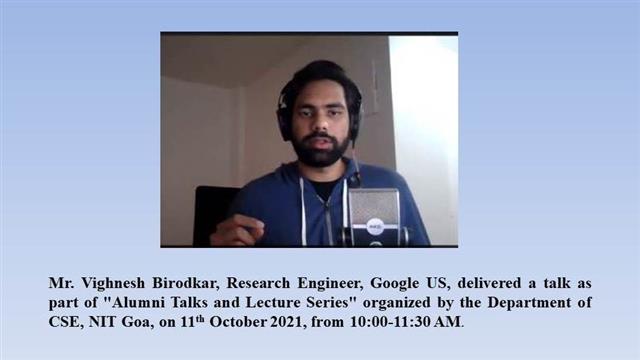 Mr. Vighnesh Birodkar, Research Engineer, Google US, delivered a talk as
part of "Alumni Talks and Lecture Series" organized by the Department of
CSE, NIT Goa, on 11th October 2021, from 10:00-11:30 AM.